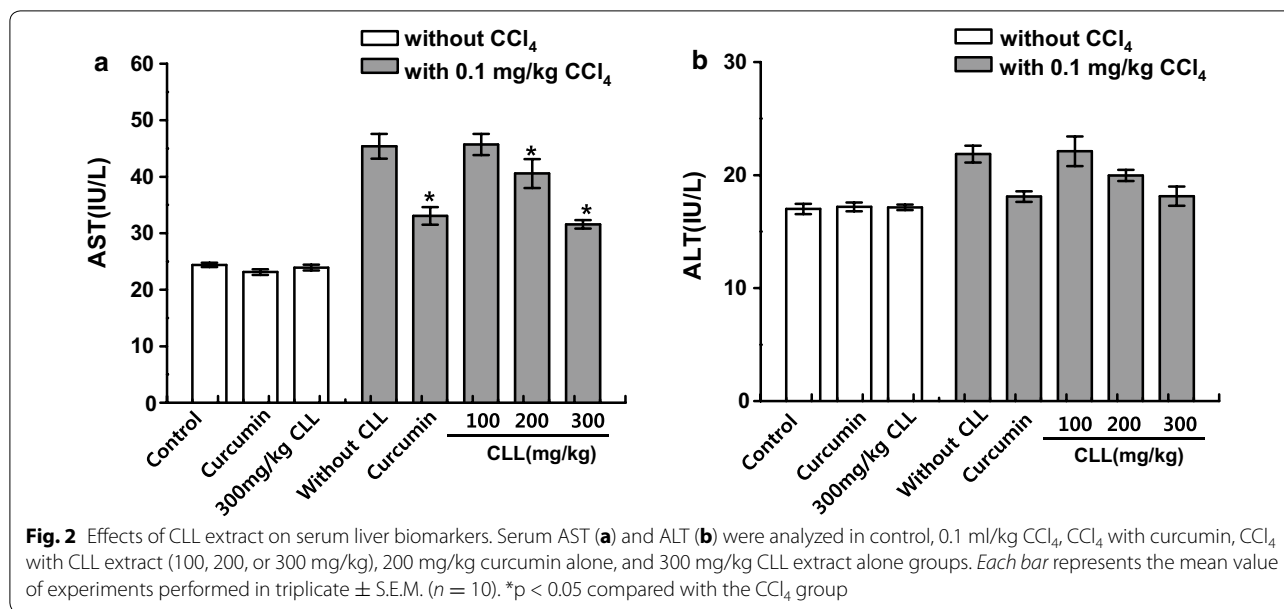 a
without CCl4
with 0.1 mg/kg CCl4
AST(IU/L)
60
50
40
30
20
10
0
*
*
*
Control
Curcumin
300mg/kg CLL
Without CLL
Curcumin
100 200 300
CLL(mg/kg)
b
without CCl4
with 0.1 mg/kg CCl4
ALT(IU/L)
30
20
10
0
Control
Curcumin
300mg/kg CLL
Without CLL
Curcumin
100 200 300
CLL(mg/kg)
Fig. 2 Effects of CLL extract on serum liver biomarkers. Serum AST (a) and ALT (b) were analyzed in control, 0.1 ml/kg CCl4, CCl4 with curcumin, CCl4
with CLL extract (100, 200, or 300 mg/kg), 200 mg/kg curcumin alone, and 300 mg/kg CLL extract alone groups. Each bar represents the mean value
of experiments performed in triplicate ± S.E.M. (n = 10). *p < 0.05 compared with the CCl4 group